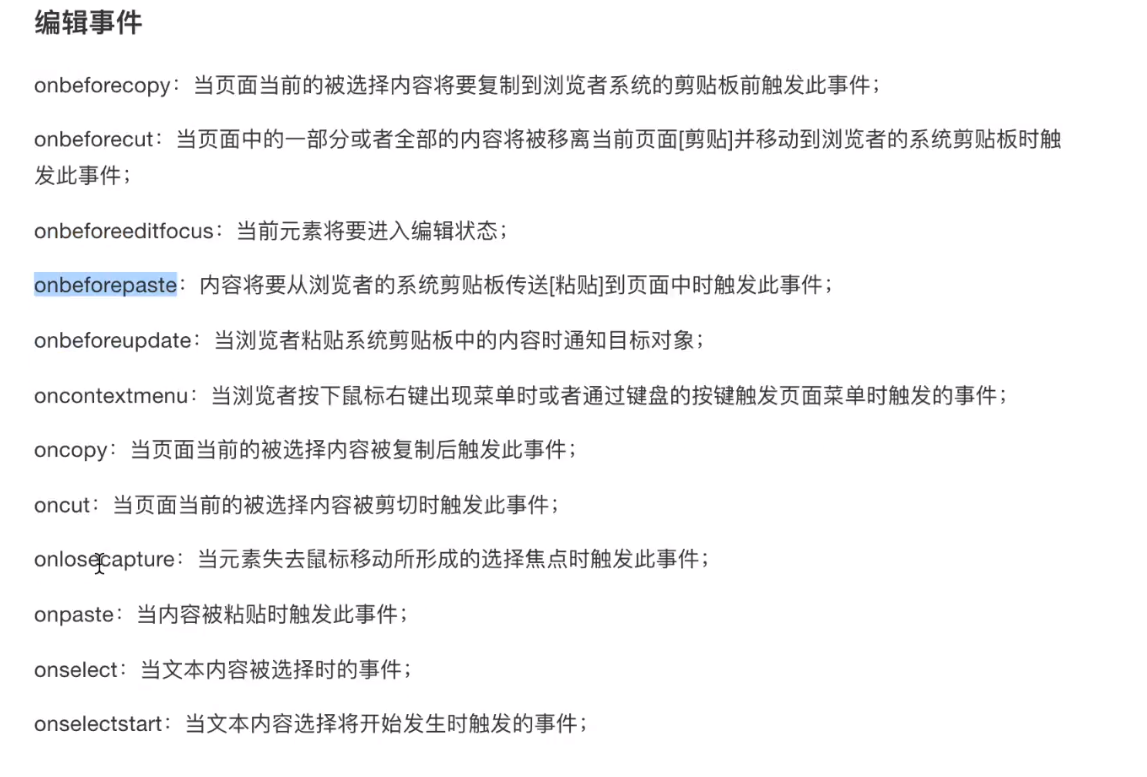 编辑事件
onbeforecopy：当页面当前的被选择内容将要复制到浏览者系统的剪贴板前触发此事件；
onbeforecut：当页面中的一部分或者全部的内容将被移离当前页面[剪贴]并移动到浏览者的系统剪贴板时触
发此事件；
onbeforeeditfocus：当前元素将要进入编辑状态；
onbeforepaste：内容将要从浏览者的系统剪贴板传送[粘贴]到页面中时触发此事件；
onbeforeupdate：当浏览者粘贴系统剪贴板中的内容时通知目标对象；
oncontextmenu：当浏览者按下鼠标右键出现菜单时或者通过键盘的按键触发页面菜单时触发的事件；
oncopy：当页面当前的被选择内容被复制后触发此事件；
oncut：当页面当前的被选择内容被剪切时触发此事件；
onlosecapture：当元素失去鼠标移动所形成的选择焦点时触发此事件；
onpaste：当内容被粘贴时触发此事件；
onselect：当文本内容被选择时的事件；
onselectstart：当文本内容选择将开始发生时触发的事件；